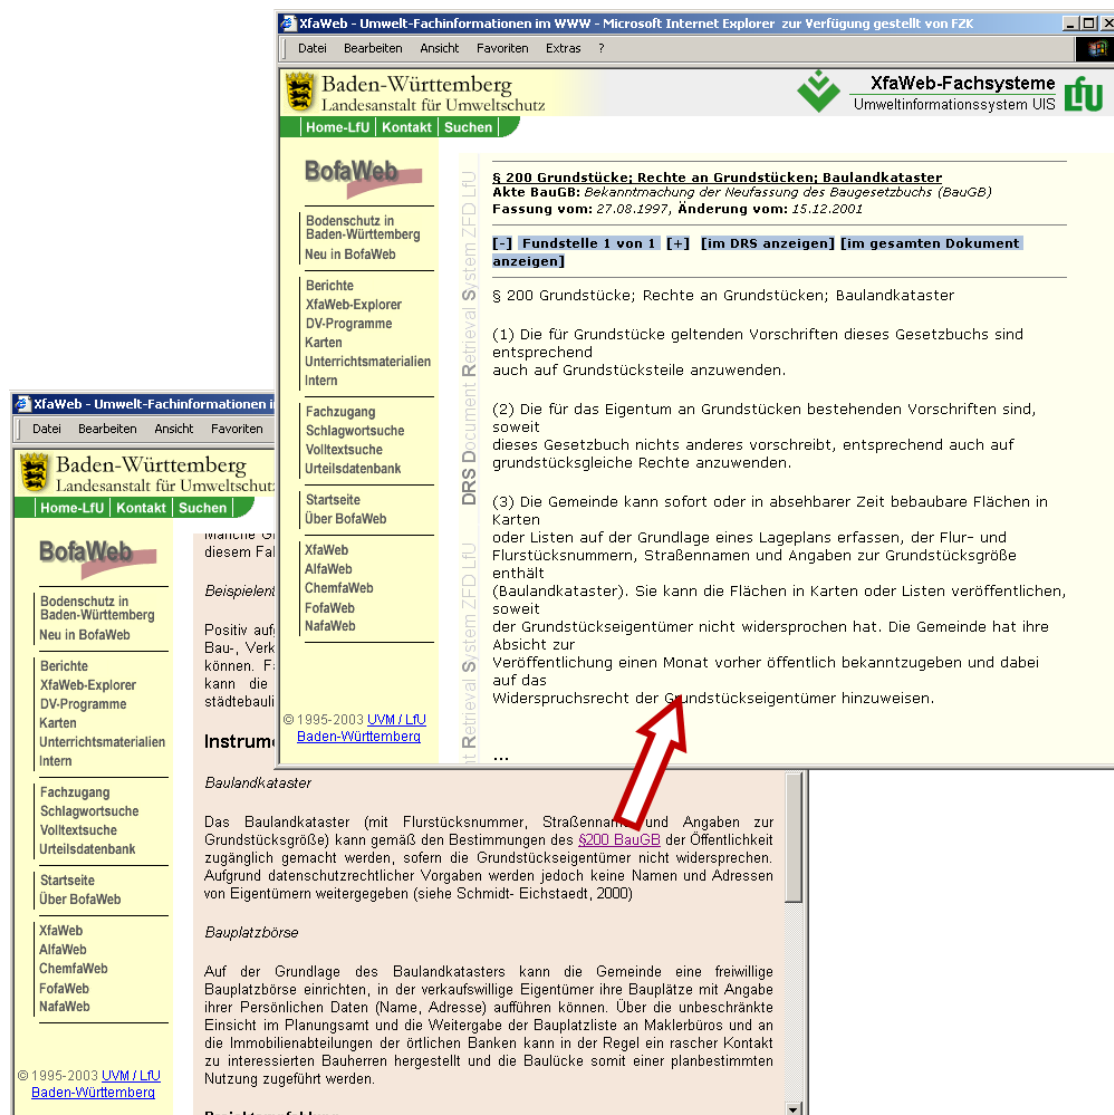 XfaWeb - Umwelt-Fachinformationen im WWW - Microsoft Internet Explorer zur Verfügung gestellt von FZK
Datei Bearbeiten Ansicht Favoriten Extras ?
Baden-Württemberg
Landesanstalt für Umweltschutz
XfaWeb-Fachsysteme
Umweltinformationssystem UIS
LfU
Home-LfU Kontakt Suchen
BofaWeb
Bodenschutz in
Baden-Württemberg
Neu in BofaWeb
Berichte
XfaWeb-Explorer
DV-Programme
Karten
Unterrichtsmaterialien
Intern
Fachzugang
Schlagwortsuche
Volltextsuche
Urteilsdatenbank
Startseite
Über BofaWeb
XfaWeb
AlfaWeb
ChemfaWeb
FofaWeb
NafaWeb
© 1995-2003 UVM / LfU
Baden-Württemberg
DRS Document Retrieval System ZFD LfU
nt Retrieval System ZFD LfU
§ 200 Grundstücke; Rechte an Grundstücken; Baulandkataster
Akte BauGB: Bekanntmachung der Neufassung des Baugesetzbuchs (BauGB)
Fassung vom: 27.08.1997, Änderung vom: 15.12.2001
[-] Fundstelle 1 von 1 [+] [im DRS anzeigen] [im gesamten Dokument
anzeigen]
§ 200 Grundstücke; Rechte an Grundstücken; Baulandkataster
(1) Die für Grundstücke geltenden Vorschriften dieses Gesetzbuchs sind
entsprechend
auch auf Grundstücksteile anzuwenden.
(2) Die für das Eigentum an Grundstücken bestehenden Vorschriften sind,
soweit
dieses Gesetzbuch nichts anderes vorschreibt, entsprechend auch auf
grundstücksgleiche Rechte anzuwenden.
(3) Die Gemeinde kann sofort oder in absehbarer Zeit bebaubare Flächen in
Karten
oder Listen auf der Grundlage eines Lageplans erfassen, der Flur- und
Flurstücksnummern, Straßennamen und Angaben zur Grundstücksgröße
enthält
(Baulandkataster). Sie kann die Flächen in Karten oder Listen veröffentlichen,
soweit
der Grundstückseigentümer nicht widersprochen hat. Die Gemeinde hat ihre
Absicht zur
Veröffentlichung einen Monat vorher öffentlich bekanntzugeben und dabei
auf das
Widerspruchsrecht der Grundstückseigentümer hinzuweisen.
...
XfaWeb - Umwelt-Fachinformationen i
Datei Bearbeiten Ansicht Favoriten
Baden-Württemberg
Landesanstalt für Umweltschut
Home-LfU Kontakt Suchen
BofaWeb
Bodenschutz in
Baden-Württemberg
Neu in BofaWeb
Berichte
XfaWeb-Explorer
DV-Programme
Karten
Unterrichtsmaterialien
Intern
Fachzugang
Schlagwortsuche
Volltextsuche
Urteilsdatenbank
Startseite
Über BofaWeb
XfaWeb
AlfaWeb
ChemfaWeb
FofaWeb
NafaWeb
© 1995-2003 UVM / LfU
Baden-Württemberg
Manche G
diesem Fal
Beispielent
Positiv auf
Bau-, Verk
können. F
kann die
städtebauli
Instrum
Baulandkataster
Das Baulandkataster (mit Flurstücksnummer, Straßenname und Angaben zur
Grundstücksgröße) kann gemäß den Bestimmungen des §200 BauGB der Öffentlichkeit
zugänglich gemacht werden, sofern die Grundstückseigentümer nicht widersprechen.
Aufgrund datenschutzrechtlicher Vorgaben werden jedoch keine Namen und Adressen
von Eigentümern weitergegeben (siehe Schmidt- Eichstaedt, 2000)
Bauplatzbörse
Auf der Grundlage des Baulandkatasters kann die Gemeinde eine freiwillige
Bauplatzbörse einrichten, in der verkaufswillige Eigentümer ihre Bauplätze mit Angabe
ihrer Persönlichen Daten (Name, Adresse) aufführen können. Über die unbeschränkte
Einsicht im Planungsamt und die Weitergabe der Bauplatzliste an Maklerbüros und an
die Immobilienabteilungen der örtlichen Banken kann in der Regel ein rascher Kontakt
zu interessierten Bauherren hergestellt und die Baulücke somit einer planbestimmten
Nutzung zugeführt werden.